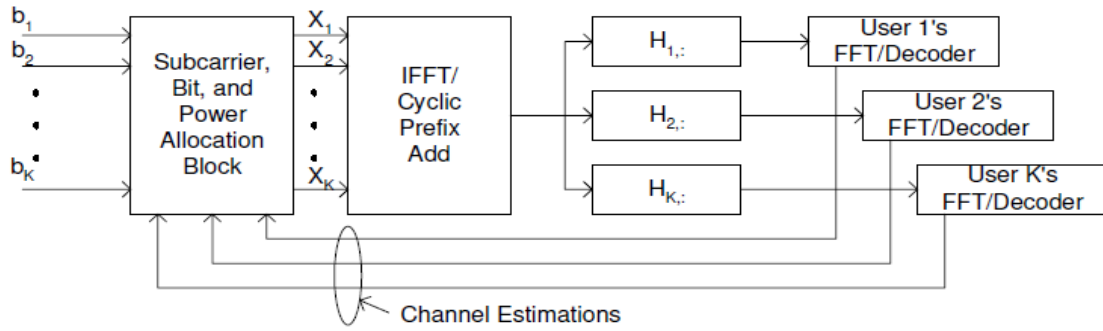 b1
b2
bK
Subcarrier,
Bit, and
Power
Allocation
Block
X1
X2
XK
IFFT/
Cyclic
Prefix
Add
H1,:
H2,:
HK,:
User 1's
FFT/Decoder
User 2's
FFT/Decoder
User K's
FFT/Decoder
Channel Estimations